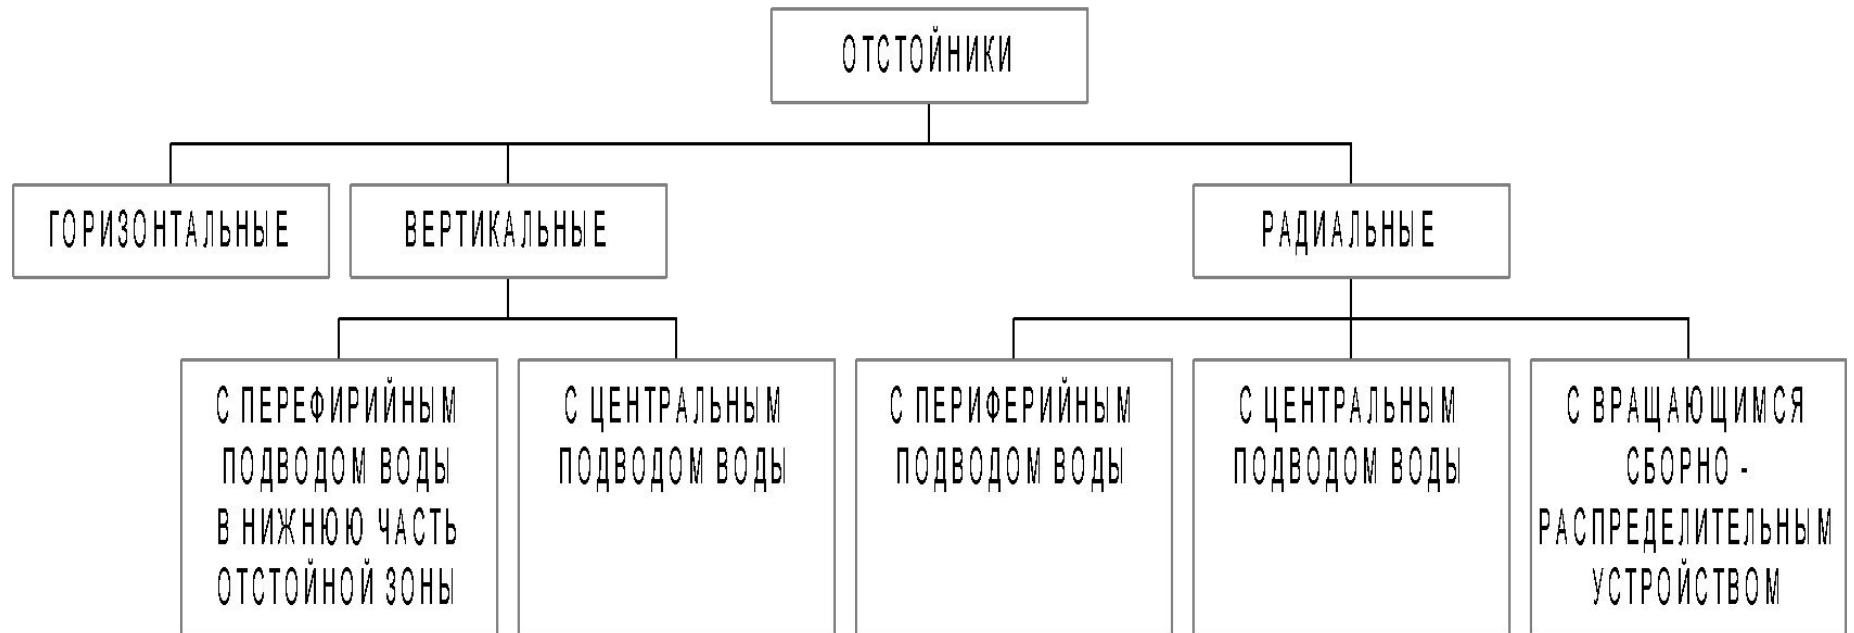 ОТСТОЙНИКИ
ГОРИЗОНТАЛЬНЫЕ
ВЕРТИКАЛЬНЫЕ
РАДИАЛЬНЫЕ
С ПЕРЕФИРИЙНЫМ
ПОДВОДОМ ВОДЫ
В НИЖНЮЮ ЧАСТЬ
ОТСТОЙНОЙ ЗОНЫ
С ЦЕНТРАЛЬНЫМ
ПОДВОДОМ ВОДЫ
С ПЕРИФЕРИЙНЫМ
ПОДВОДОМ ВОДЫ
С ЦЕНТРАЛЬНЫМ
ПОДВОДОМ ВОДЫ
С ВРАЩАЮЩИМСЯ
СБОРНО -
РАСПРЕДЕЛИТЕЛЬНЫМ
УСТРОЙСТВОМ